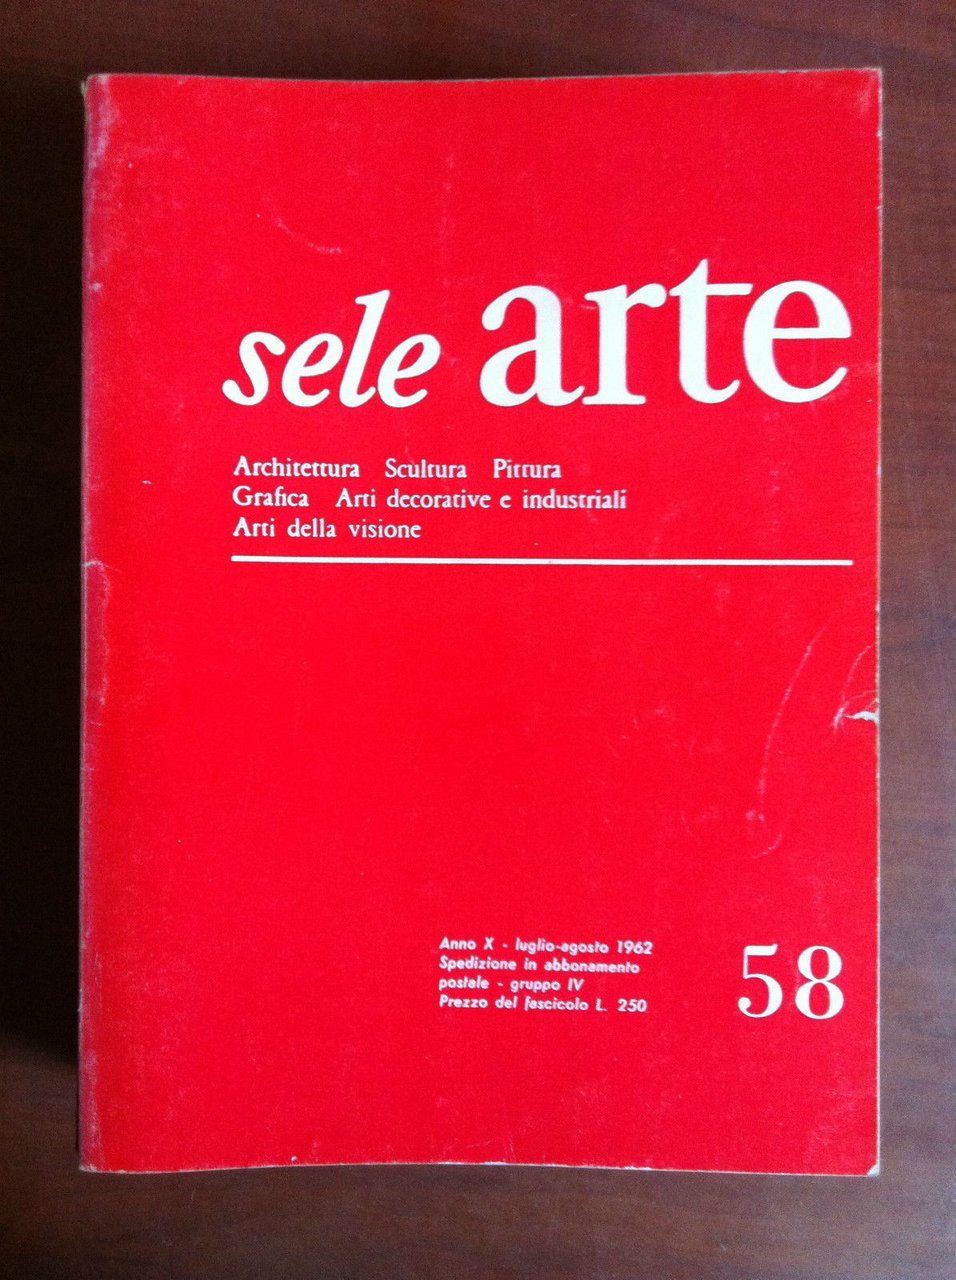 sele arte
Architettura Scultura Pittura
Grafica Arti decorative e industriali
Arti della visione
Anno X - luglio-agosto 1962
Spedizione in abbonamento
postale - gruppo IV
Prezzo del fascicolo L. 250
58